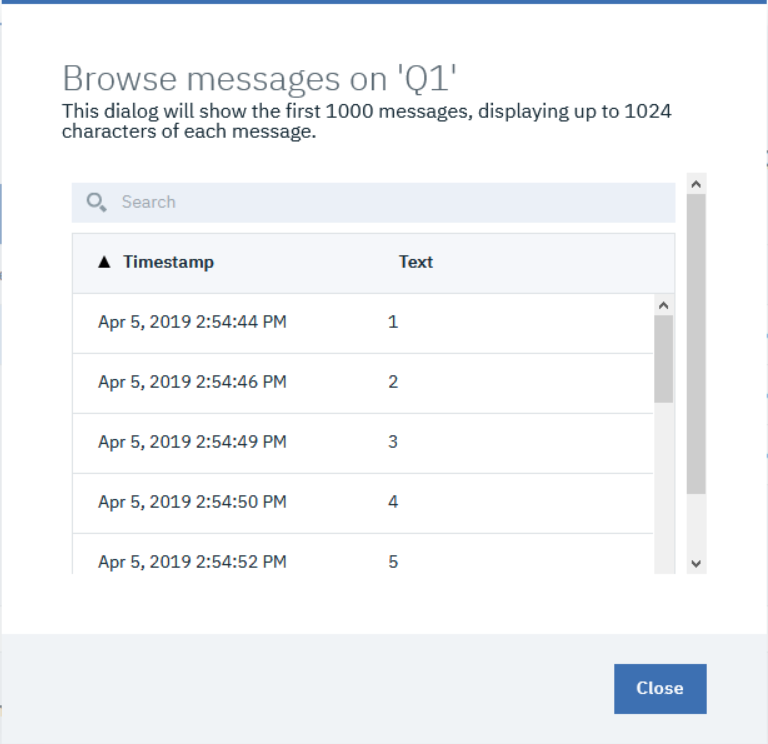 Browse messages on 'Q1'
This dialog will show the first 1000 messages, displaying up to 1024
characters of each message.
Search
▲ Timestamp Text
Apr 5, 2019 2:54:44 PM 1
Apr 5, 2019 2:54:46 PM 2
Apr 5, 2019 2:54:49 PM 3
Apr 5, 2019 2:54:50 PM 4
Apr 5, 2019 2:54:52 PM 5
Close